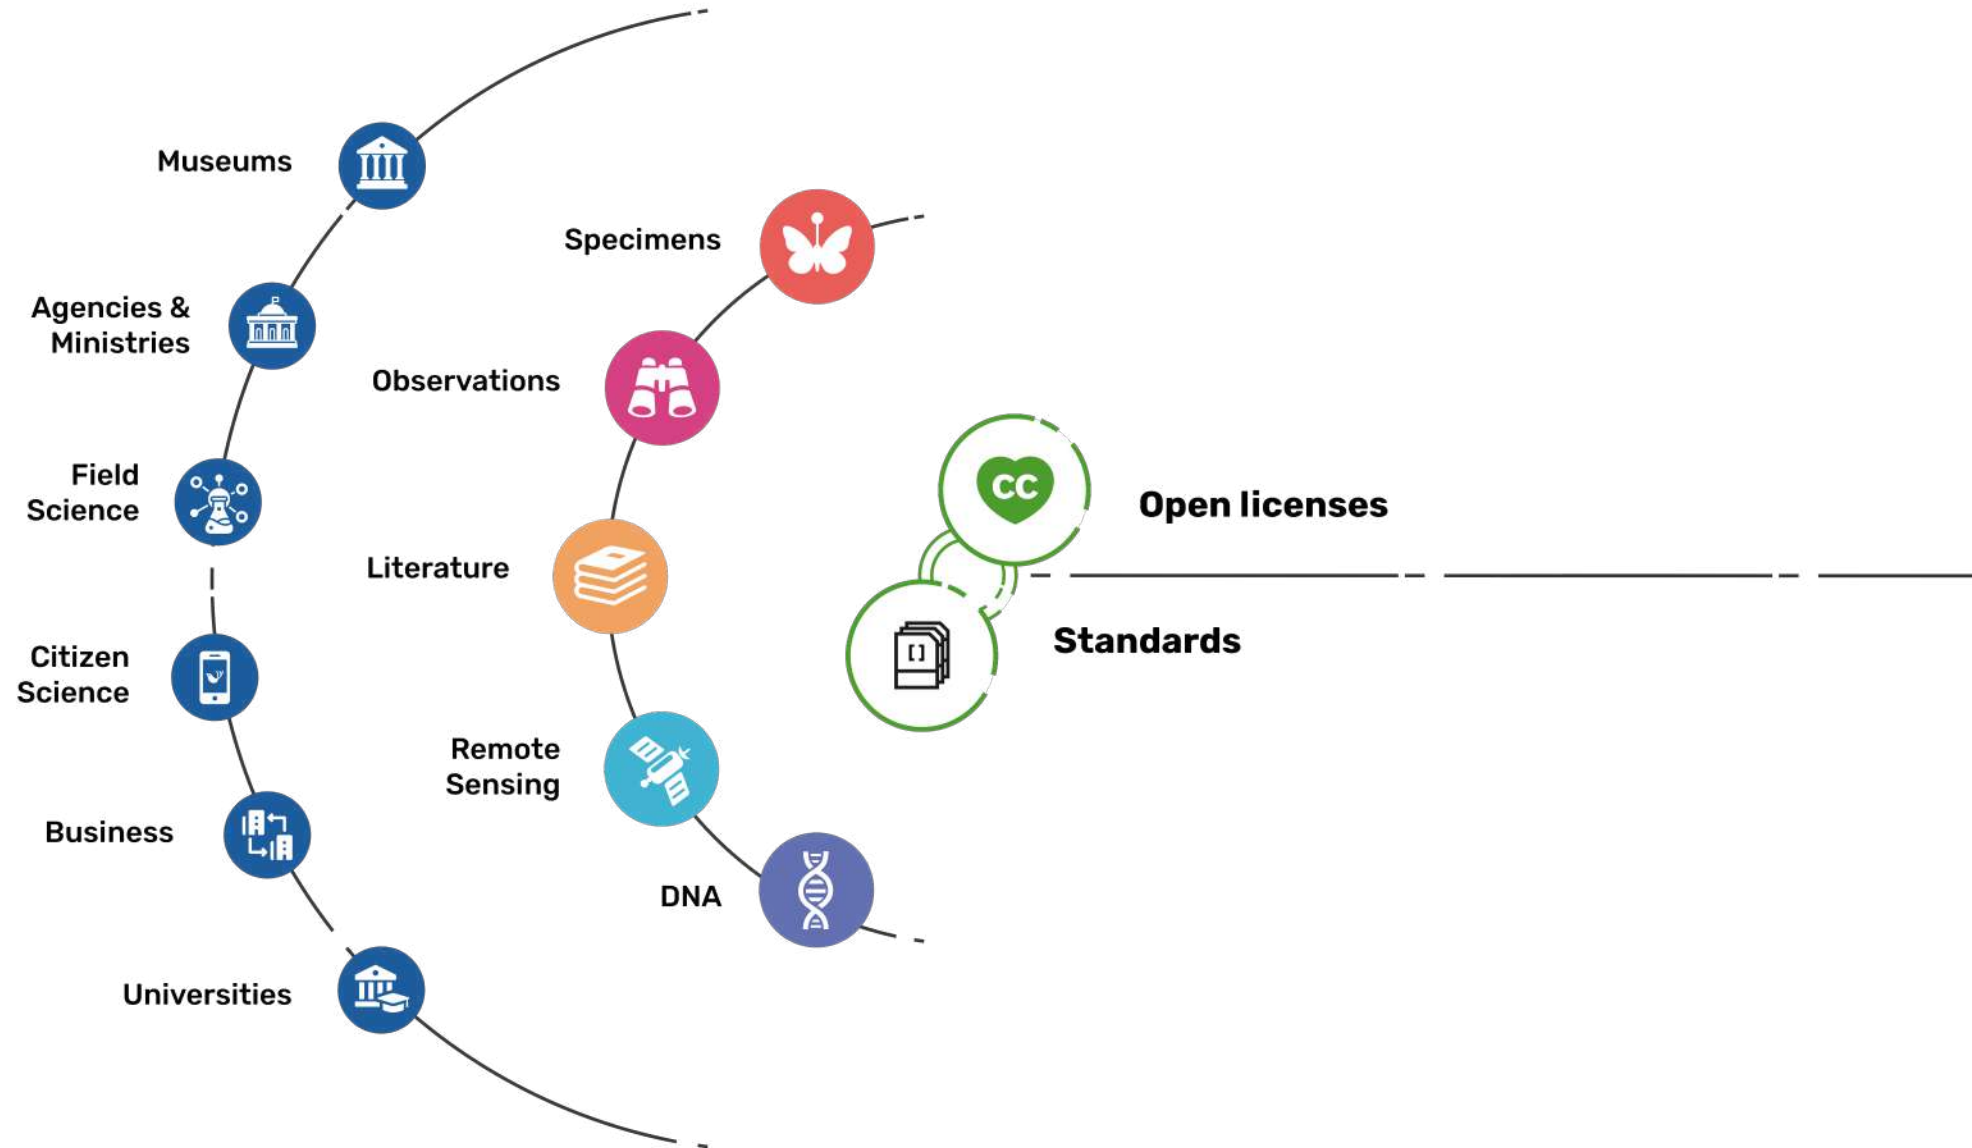 Museums
Agencies &
Ministries
Field
Science
Citizen
Science
Business
Universities
Specimens
Observations
Literature
Remote
Sensing
DNA
CC
Open licenses
[]
Standards